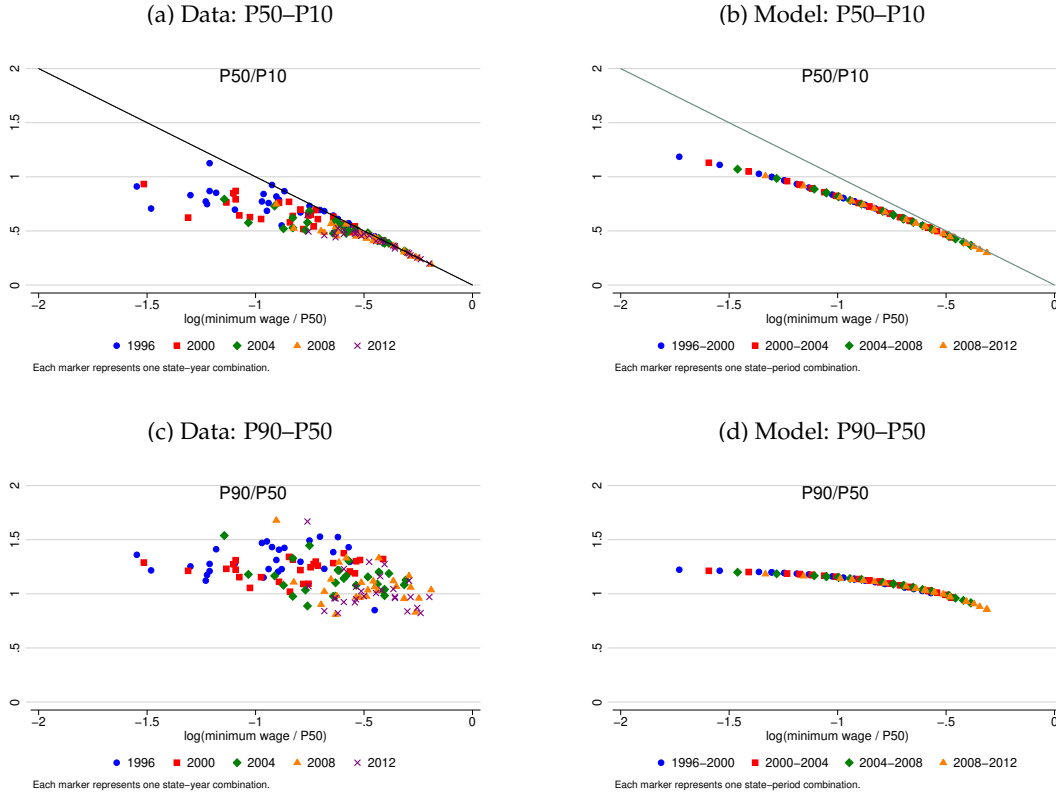 (a) Data: P50–P10
P50/P10
2
1.5
1
.5
0
−2 −1.5 −1 −.5 0
log(minimum wage / P50)
1996 2000 2004 2008 2012
Each marker represents one state−year combination.
(b) Model: P50–P10
P50/P10
2
1.5
1
.5
0
−2 −1.5 −1 −.5 0
log(minimum wage / P50)
1996−2000 2000−2004 2004−2008 2008−2012
Each marker represents one state−period combination.
(c) Data: P90–P50
P90/P50
2
1.5
1
.5
0
−2 −1.5 −1 −.5 0
log(minimum wage / P50)
1996 2000 2004 2008 2012
Each marker represents one state−year combination.
(d) Model: P90–P50
P90/P50
2
1.5
1
.5
0
−2 −1.5 −1 −.5 0
log(minimum wage / P50)
1996−2000 2000−2004 2004−2008 2008−2012
Each marker represents one state−period combination.